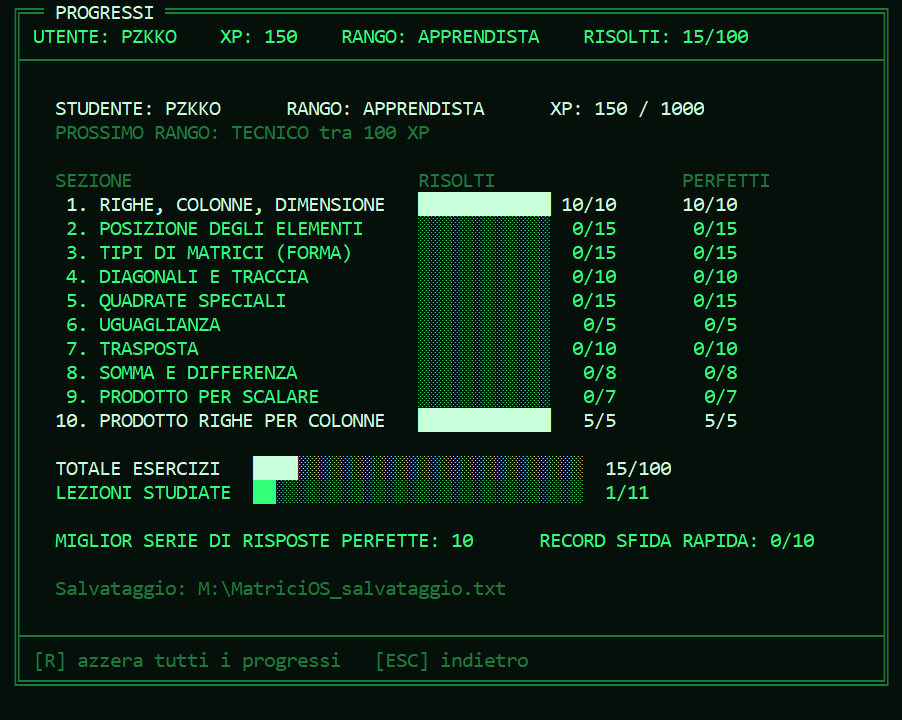 PROGRESSI
UTENTE: PZKKO XP: 150 RANGO: APPRENDISTA RISOLTI: 15/100
STUDENTE: PZKKO RANGO: APPRENDISTA XP: 150 / 1000
PROSSIMO RANGO: TECNICO tra 100 XP
SEZIONE RISOLTI PERFETTI
1. RIGHE, COLONNE, DIMENSIONE 10/10 10/10
2. POSIZIONE DEGLI ELEMENTI 0/15 0/15
3. TIPI DI MATRICI (FORMA) 0/15 0/15
4. DIAGONALI E TRACCIA 0/10 0/10
5. QUADRATE SPECIALI 0/15 0/15
6. UGUAGLIANZA 0/5 0/5
7. TRASPOSTA 0/10 0/10
8. SOMMA E DIFFERENZA 0/8 0/8
9. PRODOTTO PER SCALARE 0/7 0/7
10. PRODOTTO RIGHE PER COLONNE 5/5 5/5
TOTALE ESERCIZI 15/100
LEZIONI STUDIATE 1/11
MIGLIOR SERIE DI RISPOSTE PERFETTE: 10 RECORD SFIDA RAPIDA: 0/10
Salvataggio: M:\MatriciOS_salvataggio.txt
[R] azzera tutti i progressi [ESC] indietro